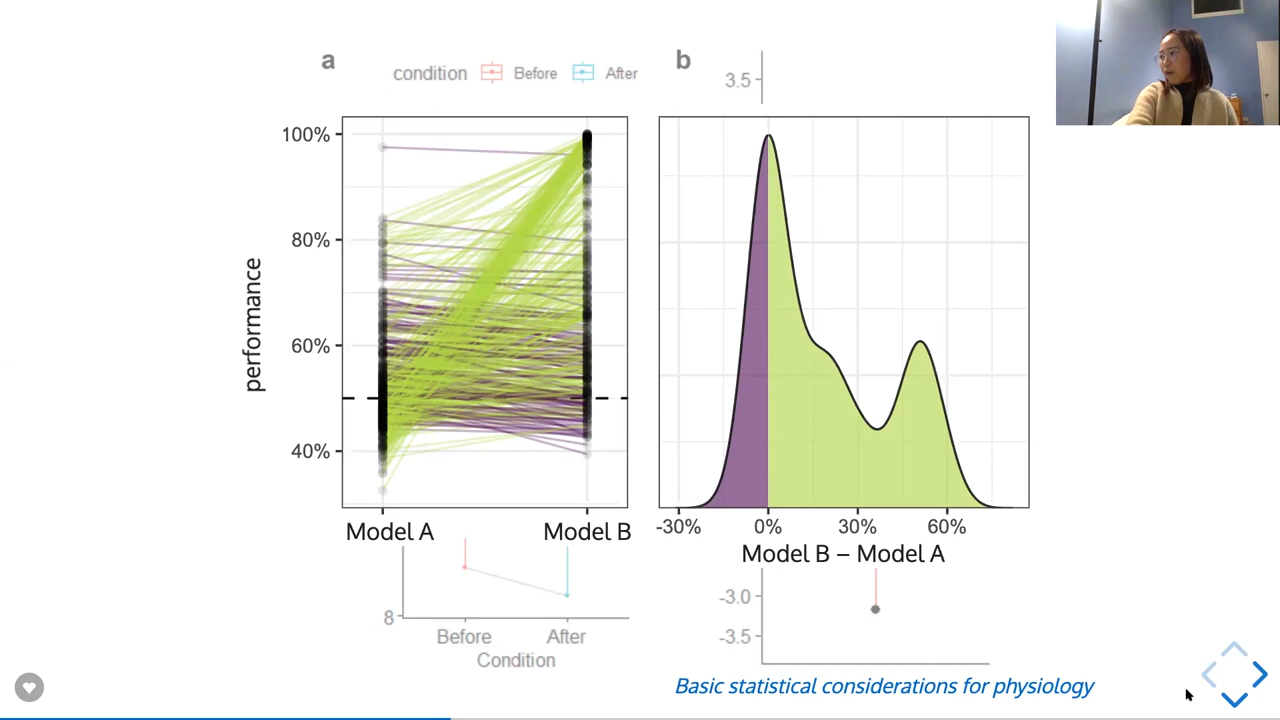 a
condition Before After
b
3.5
100%
80%
60%
40%
performance
Model A Model B
-30% 0% 30% 60%
Model B – Model A
8
Before After
Condition
-3.0
-3.5
Basic statistical considerations for physiology